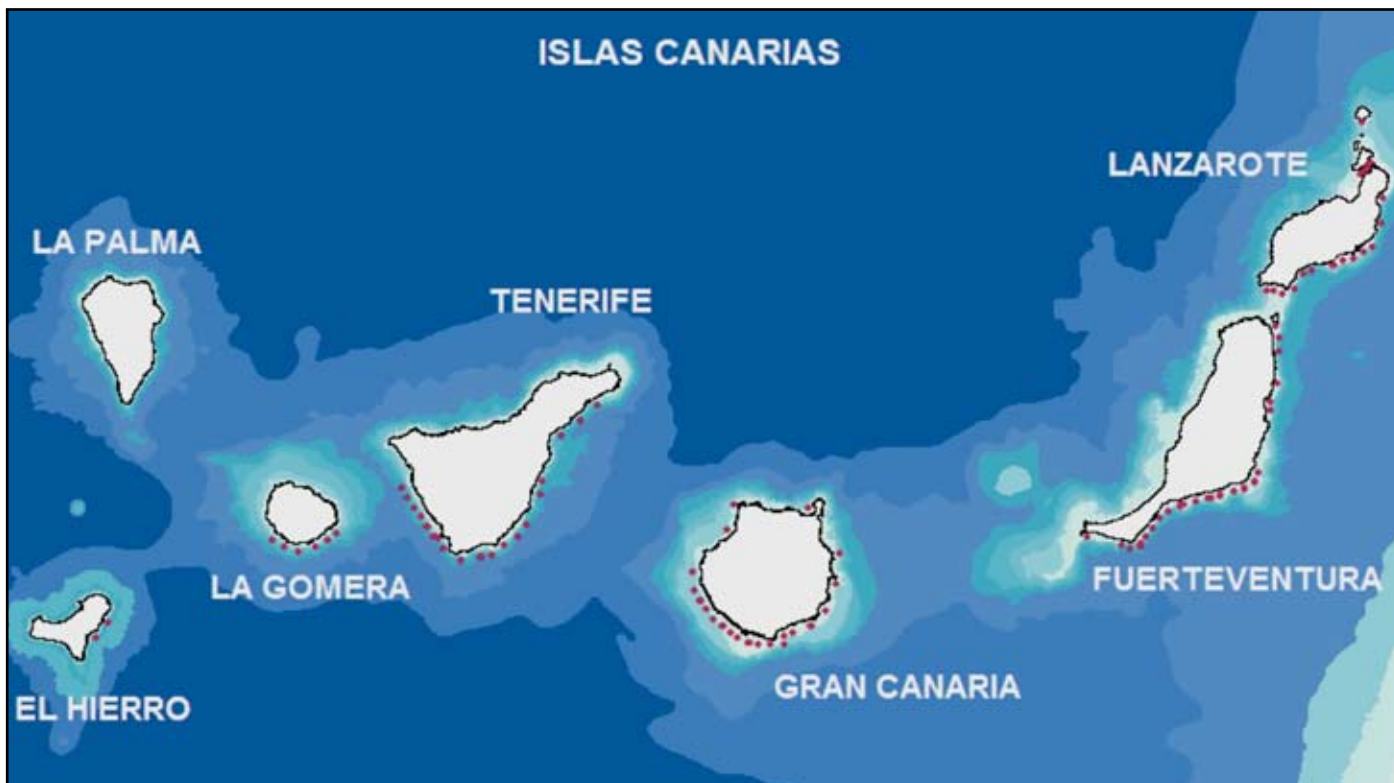 ISLAS CANARIAS
LANZAROTE
LA PALMA
TENERIFE
LA GOMERA
FUERTEVENTURA
GRAN CANARIA
EL HIERRO